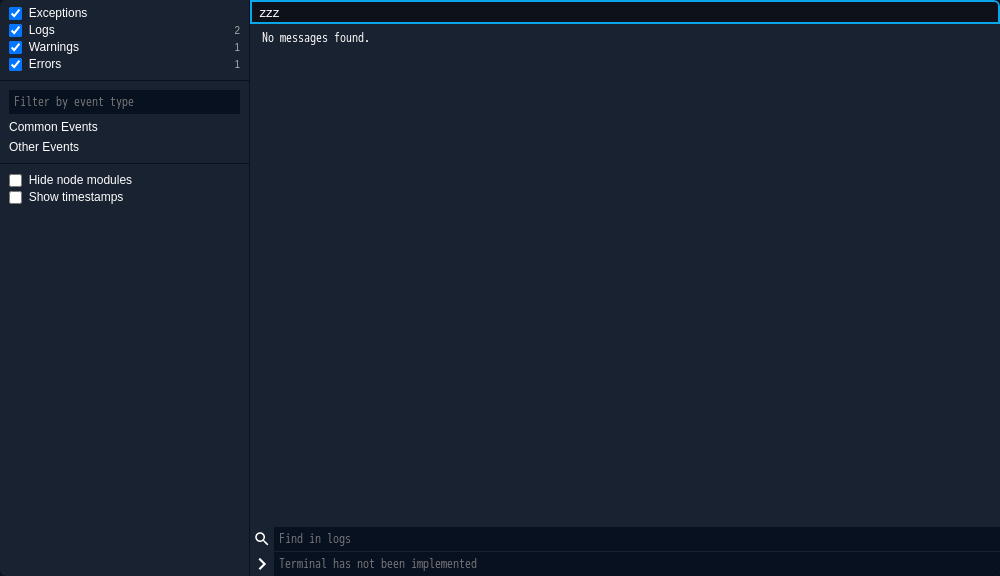 Exceptions
Logs 2
Warnings 1
Errors 1
Filter by event type
Common Events
Other Events
Hide node modules
Show timestamps
zzz
No messages found.
Find in logs
Terminal has not been implemented